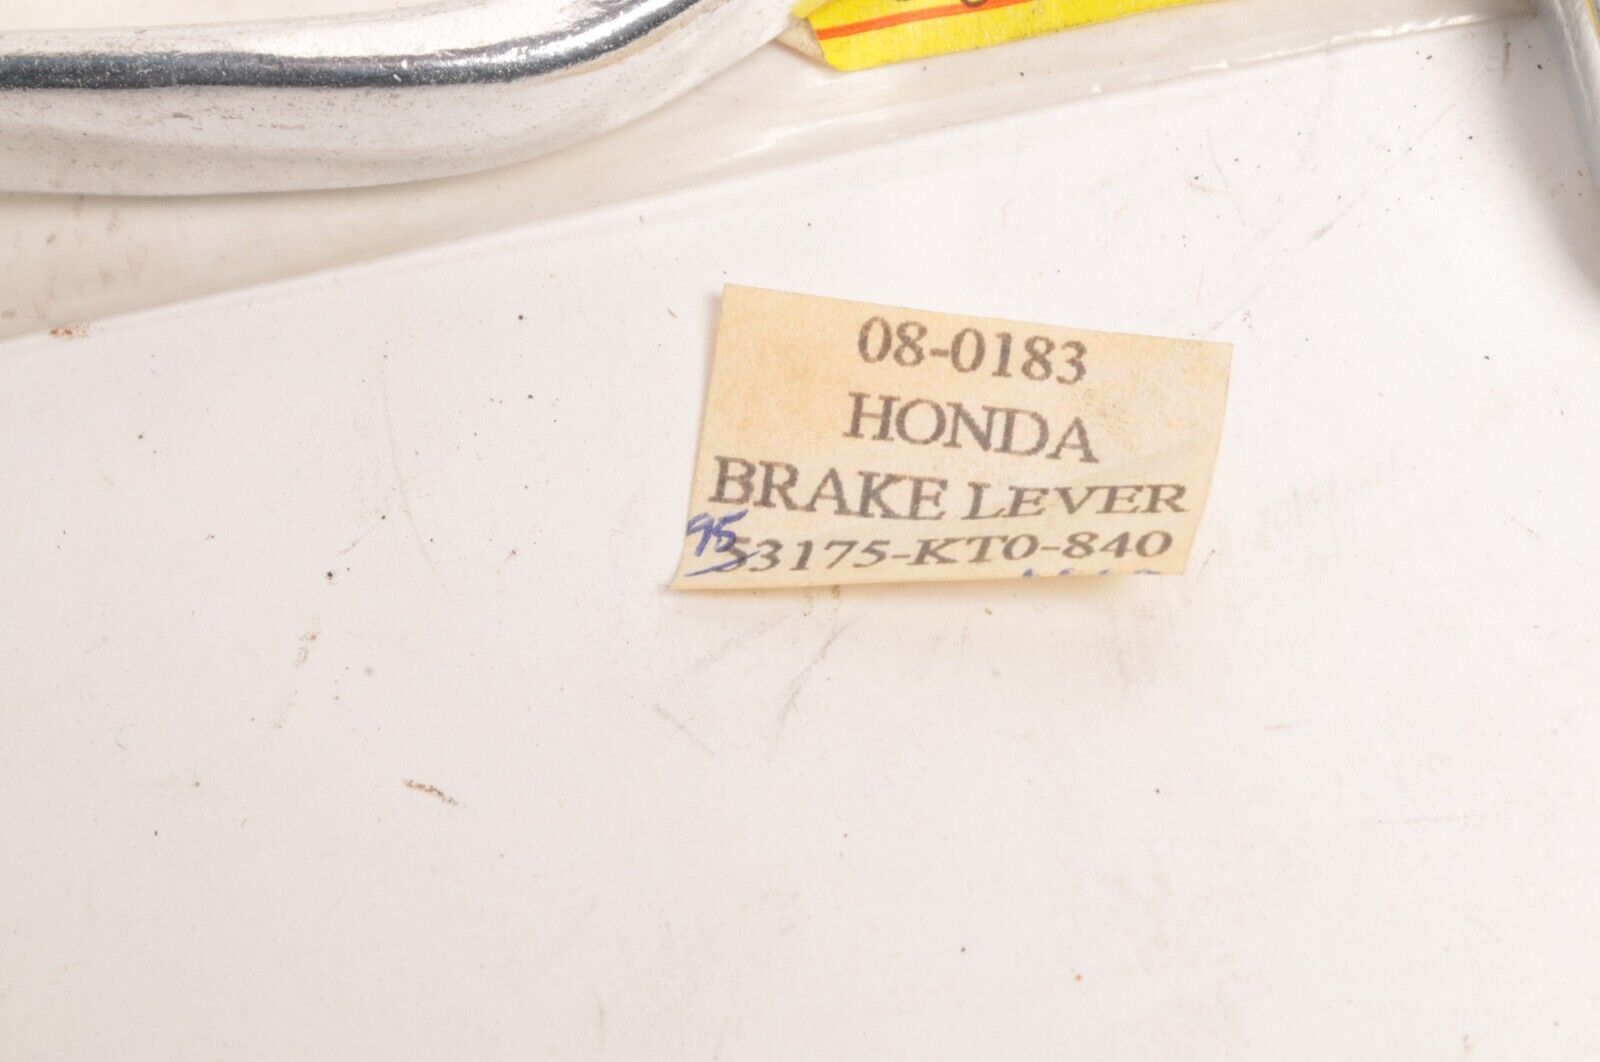 08-0183
HONDA
BRAKE LEVER
95
53175-KT0-840